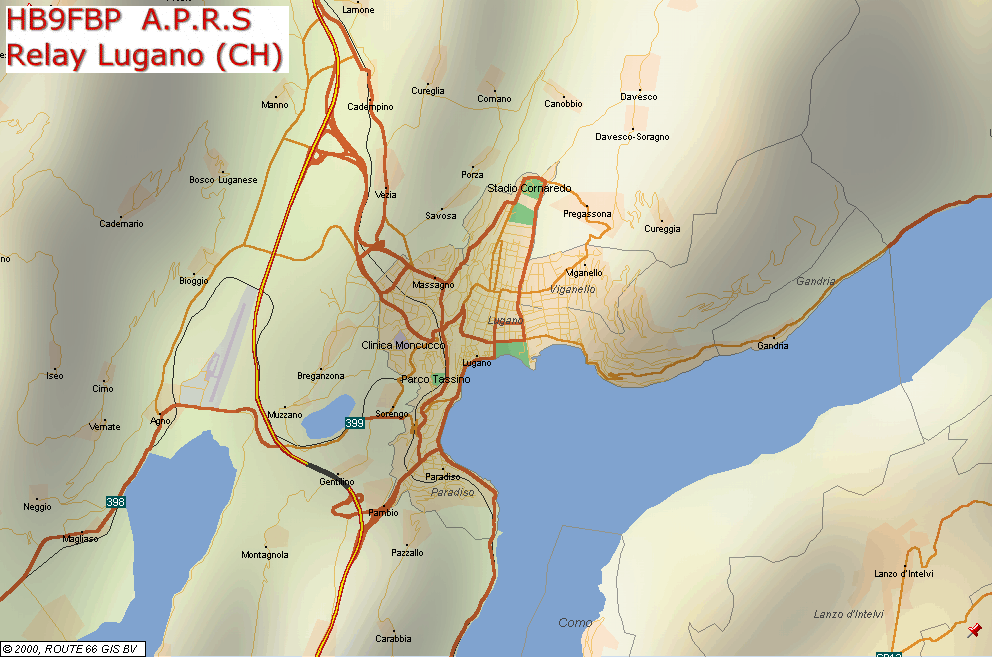 HB9FBP A.P.R.S
Relay Lugano (CH)
Lamone
Cureglia
Comano
Canobbio
Davesco
Manno
Cadempino
Davesco-Soragno
Bosco Luganese
Porza
Vezia
Stadio Cornaredo
Savosa
Pregassona
Cademario
Cureggia
Bioggio
Massagno
Viganello
Viganello
Gandria
Lugano
Clinica Moncucco
Gandria
Lugano
Iseo
Cimo
Breganzona
Parco Tassino
Vernate
Agno
Muzzano
399
Sorengo
Gentilino
Paradiso
Paradiso
Neggio
398
Pambio
Magliaso
Montagnola
Pazzallo
Lanzo d'Intelvi
Lanzo d'Intelvi
Como
Carabbia
© 2000, ROUTE 66 GIS BV